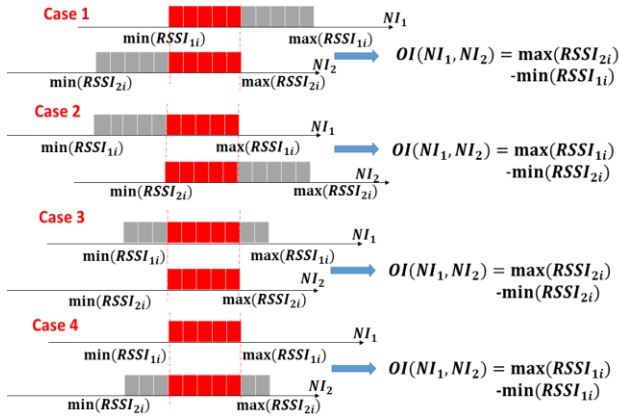 Case 1
NI₁
min(RSSI₁ᵢ) max(RSSI₁ᵢ)
NI₂
min(RSSI₂ᵢ) max(RSSI₂ᵢ)
OI(NI₁, NI₂) = max(RSSI₂ᵢ)
-min(RSSI₁ᵢ)
Case 2
NI₁
min(RSSI₁ᵢ) max(RSSI₁ᵢ)
NI₂
min(RSSI₂ᵢ) max(RSSI₂ᵢ)
OI(NI₁, NI₂) = max(RSSI₁ᵢ)
-min(RSSI₂ᵢ)
Case 3
NI₁
min(RSSI₁ᵢ) max(RSSI₁ᵢ)
NI₂
min(RSSI₂ᵢ) max(RSSI₂ᵢ)
OI(NI₁, NI₂) = max(RSSI₂ᵢ)
-min(RSSI₂ᵢ)
Case 4
NI₁
min(RSSI₁ᵢ) max(RSSI₁ᵢ)
NI₂
min(RSSI₂ᵢ) max(RSSI₂ᵢ)
OI(NI₁, NI₂) = max(RSSI₁ᵢ)
-min(RSSI₁ᵢ)